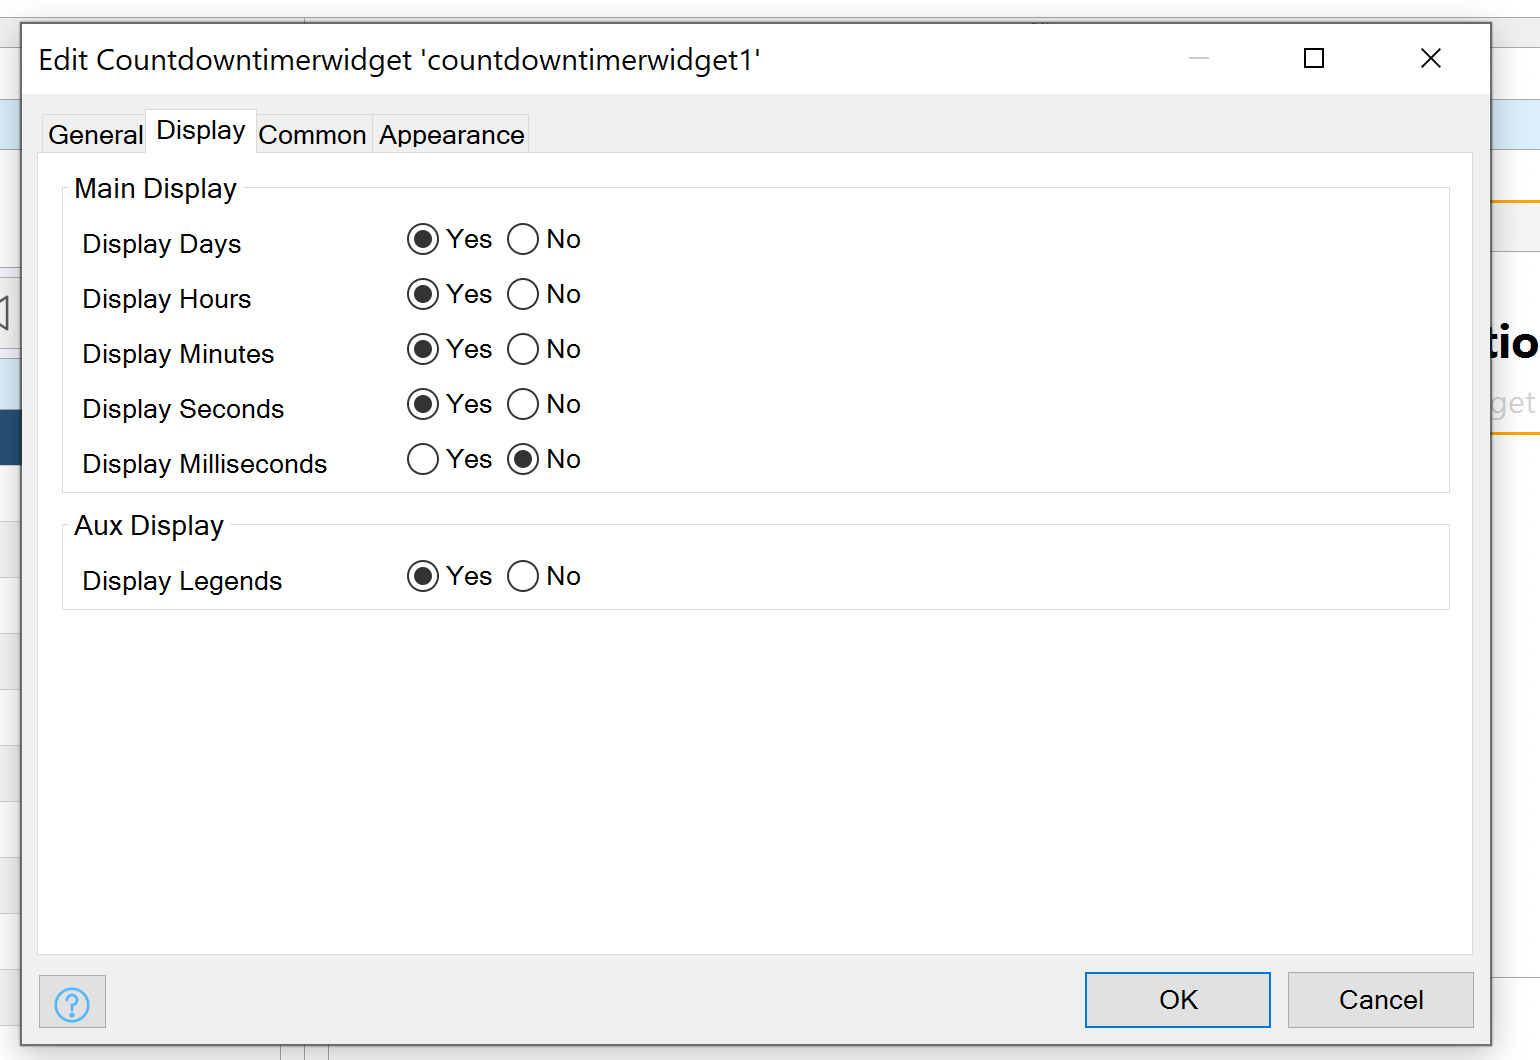 Edit Countdowntimerwidget 'countdowntimerwidget1'
General Display Common Appearance
Main Display
Display Days Yes No
Display Hours Yes No
Display Minutes Yes No
Display Seconds Yes No
Display Milliseconds Yes No
Aux Display
Display Legends Yes No
tio
get
? OK Cancel